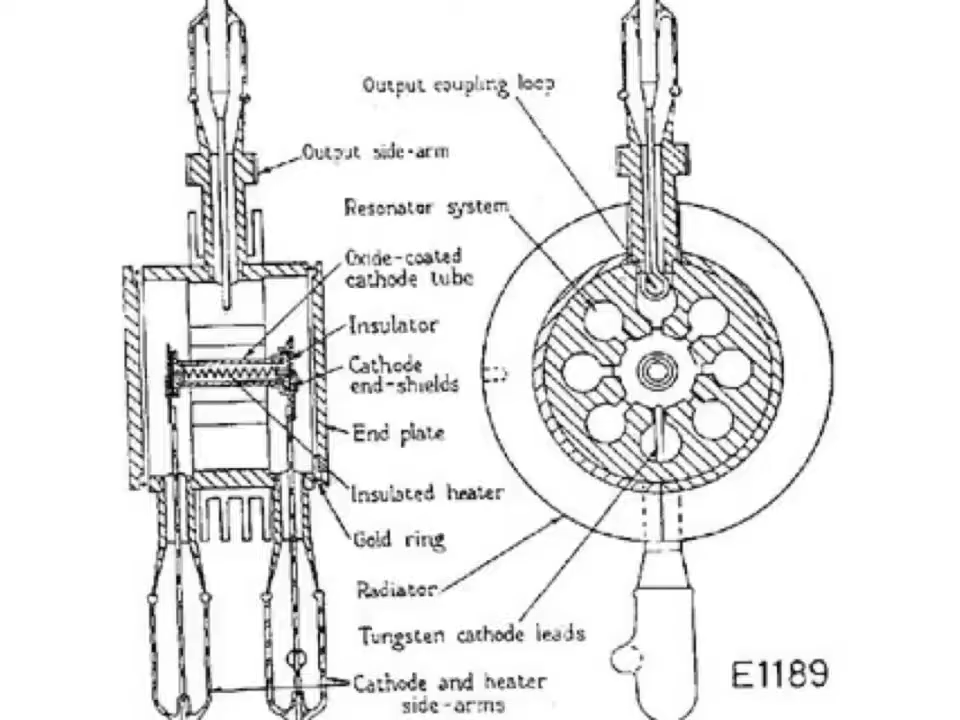 Output coupling loop
Output side-arm
Resonator system
Oxide-coated
cathode tube
Insulator
Cathode
end-shields
End plate
Insulated heater
Gold ring
Radiator
Tungsten cathode leads
Cathode and heater
side-arms
E1189